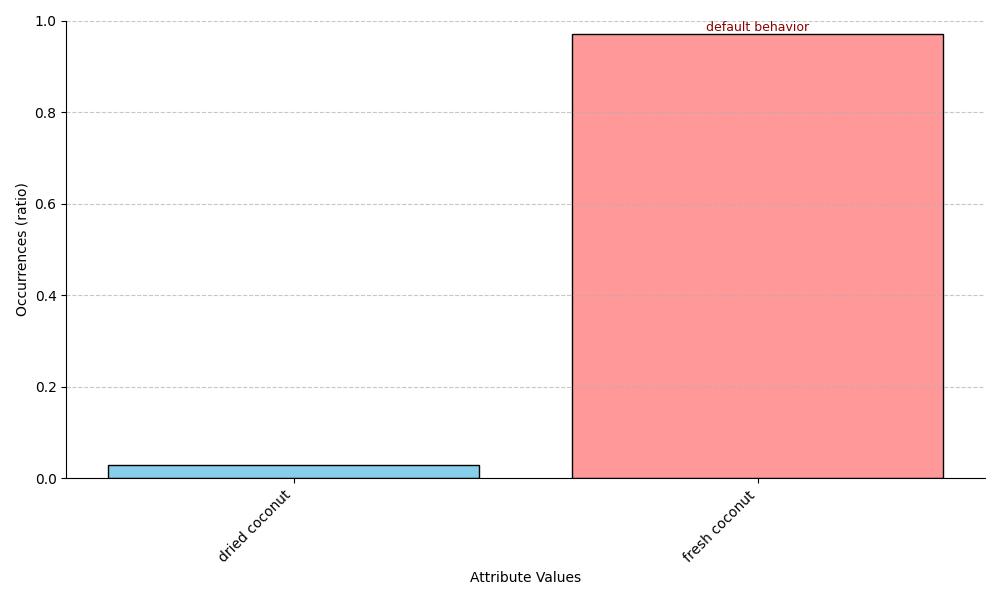 default behavior
1.0
0.8
0.6
0.4
0.2
0.0
Occurrences (ratio)
dried coconut
fresh coconut
Attribute Values